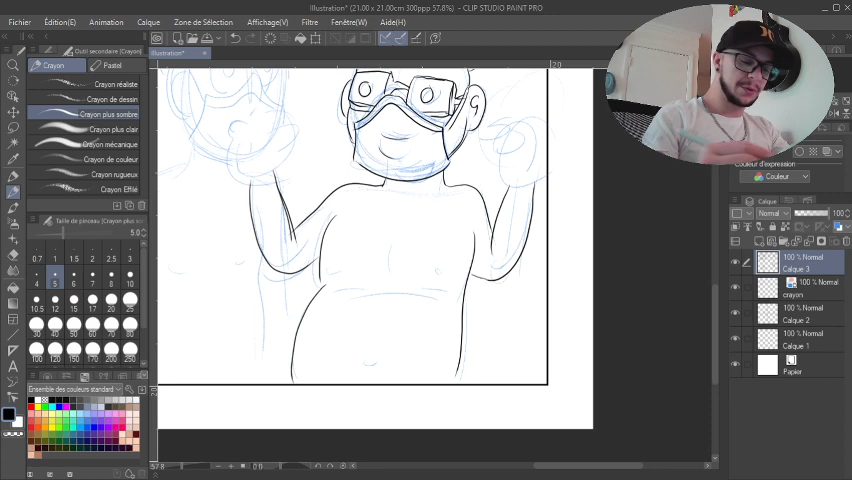 Illustration* (21.00 x 21.00cm 300ppp 57.8%) - CLIP STUDIO PAINT PRO
Fichier Édition(E) Animation Calque Zone de Sélection Affichage(V) Filtre Fenêtre(W) Aide(H)
Outil secondaire (Crayon)
Illustration*
20
Crayon Pastel
Crayon réaliste
Crayon de dessin
Crayon plus sombre
Crayon plus clair
Crayon mécanique
Crayon de couleur
Crayon rugueux
Crayon Effilé
Taille de pinceau [Crayon plus s
5.0
0.7 1 1.5 2 2.5 3
4 5 6 7 8 10
10.5 12 15 17 20 25
30 40 50 60 70 80
100 120 150 170 200 250
Ensemble des couleurs standard
Couleur d'expression
Couleur
Calque
Normal 100
100 % Normal
Calque 3
100 % Normal
crayon
100 % Normal
Calque 2
100 % Normal
Calque 1
Papier
20
57.8 0.0